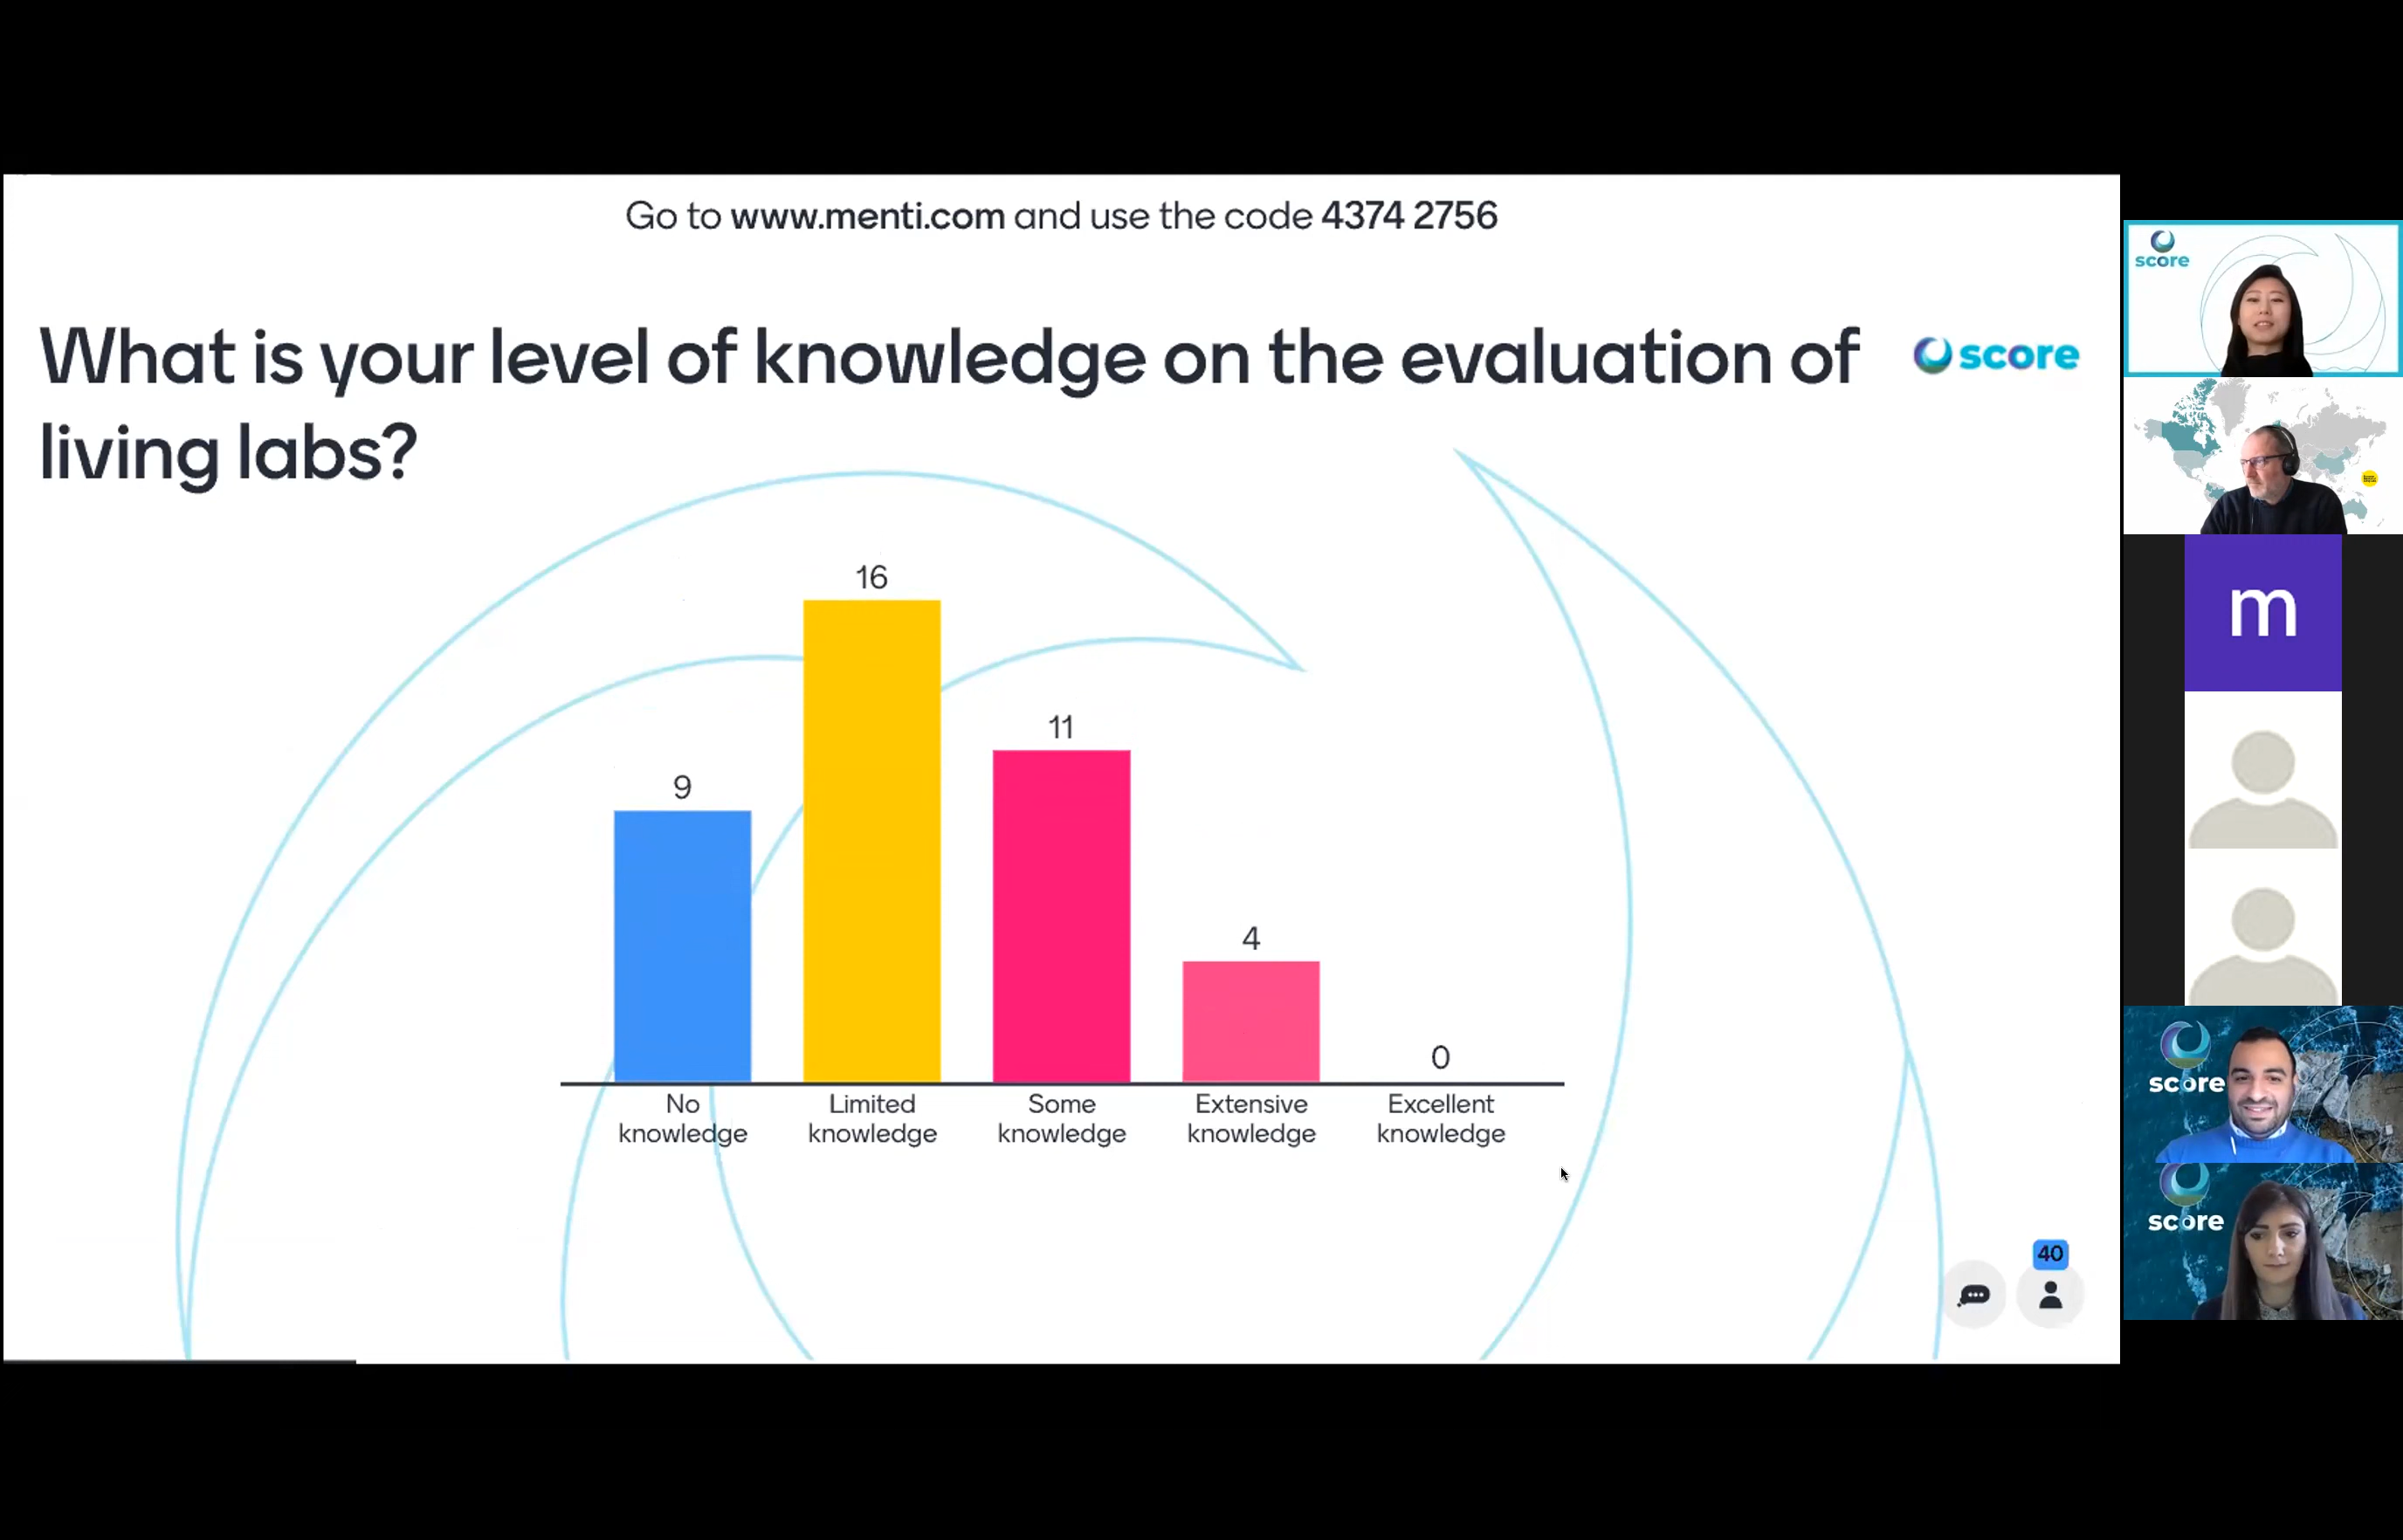 Go to www.menti.com and use the code 4374 2756
What is your level of knowledge on the evaluation of
living labs?
score
16
11
9
4
0
No
knowledge
Limited
knowledge
Some
knowledge
Extensive
knowledge
Excellent
knowledge
40
score
m
score
score